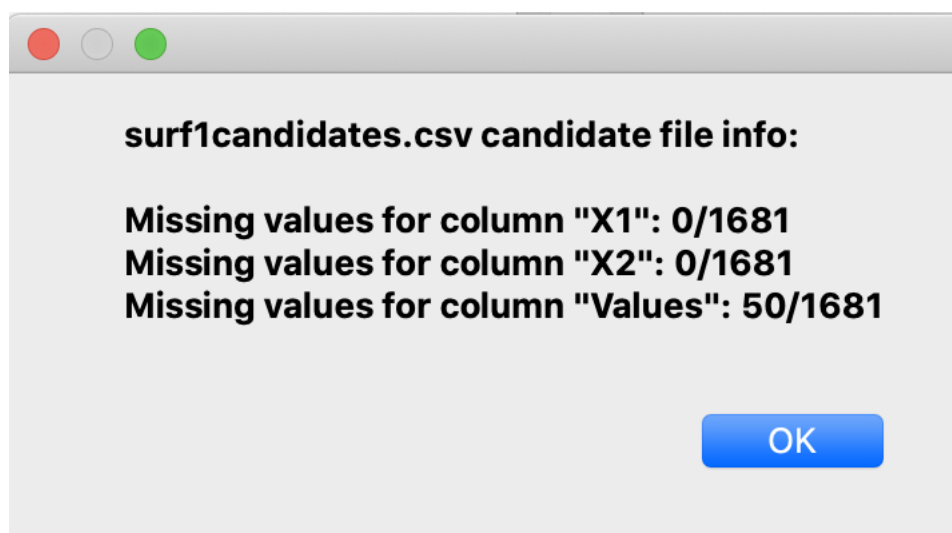 surf1candidates.csv candidate file info:
Missing values for column "X1": 0/1681
Missing values for column "X2": 0/1681
Missing values for column "Values": 50/1681
OK